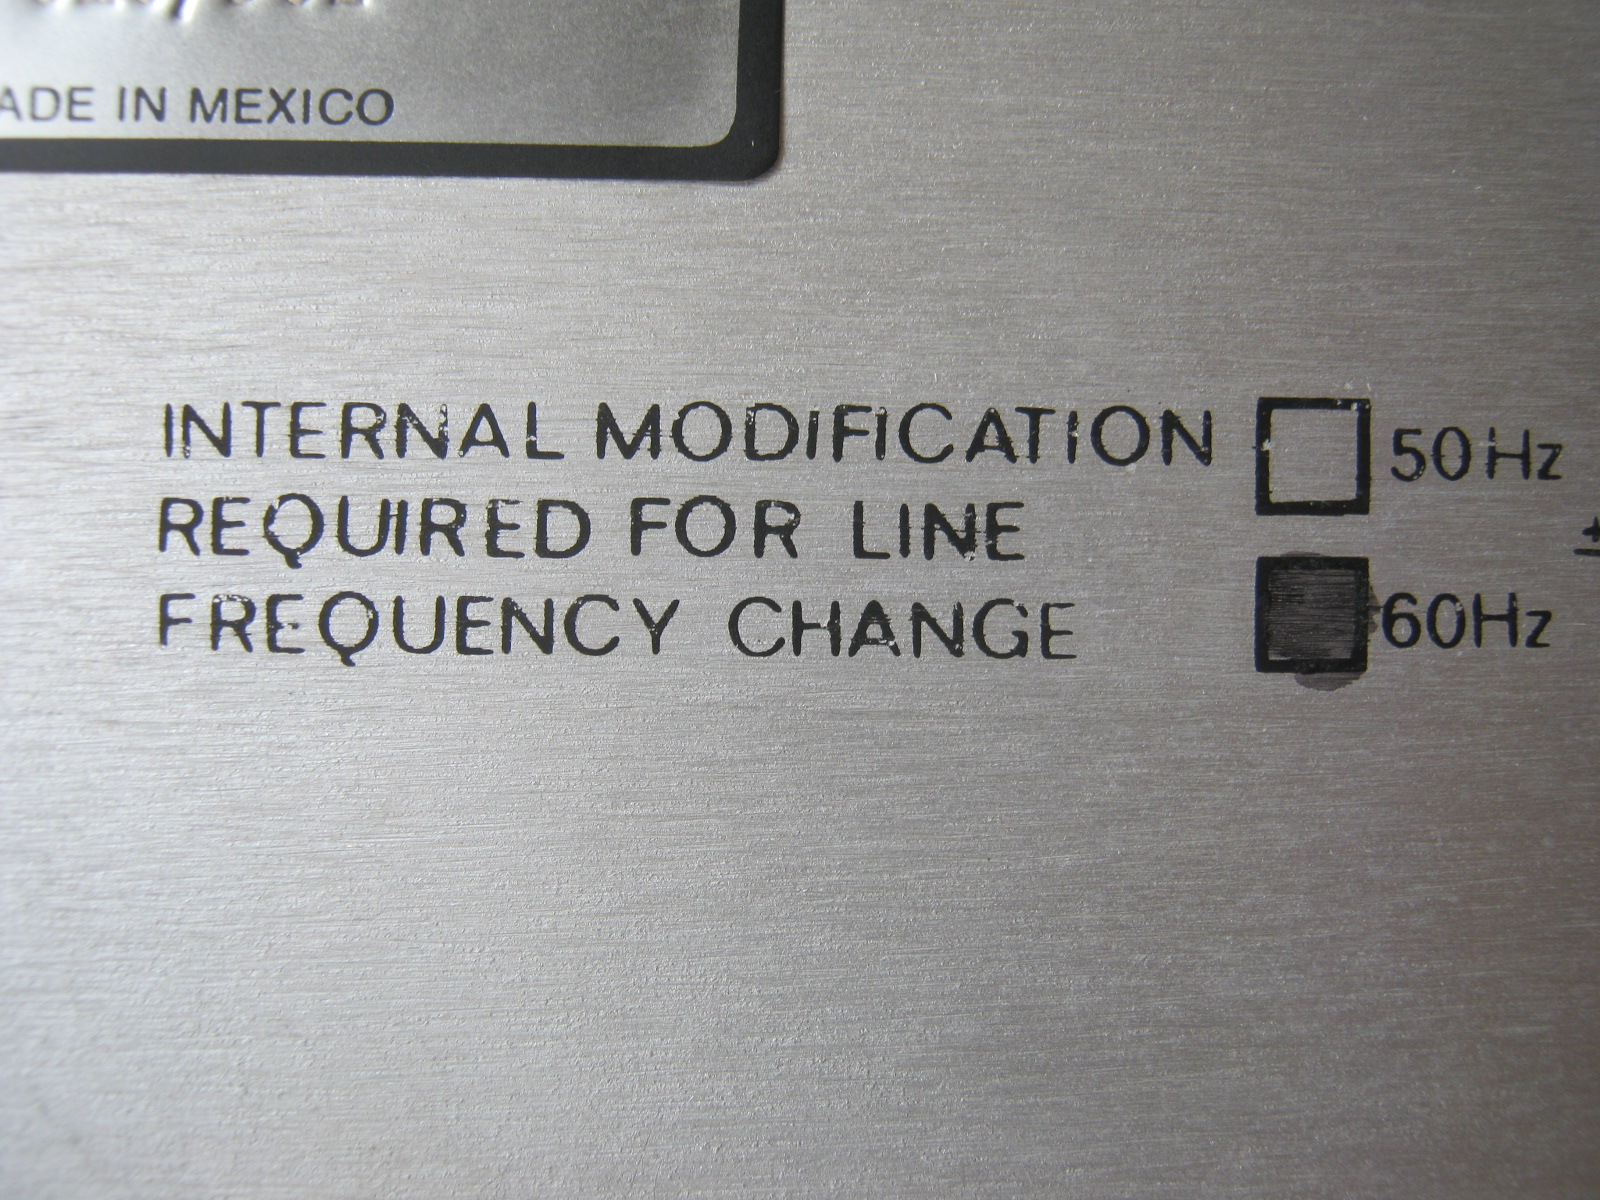 ADE IN MEXICO
INTERNAL MODIFICATION
REQUIRED FOR LINE
FREQUENCY CHANGE
50Hz
60Hz